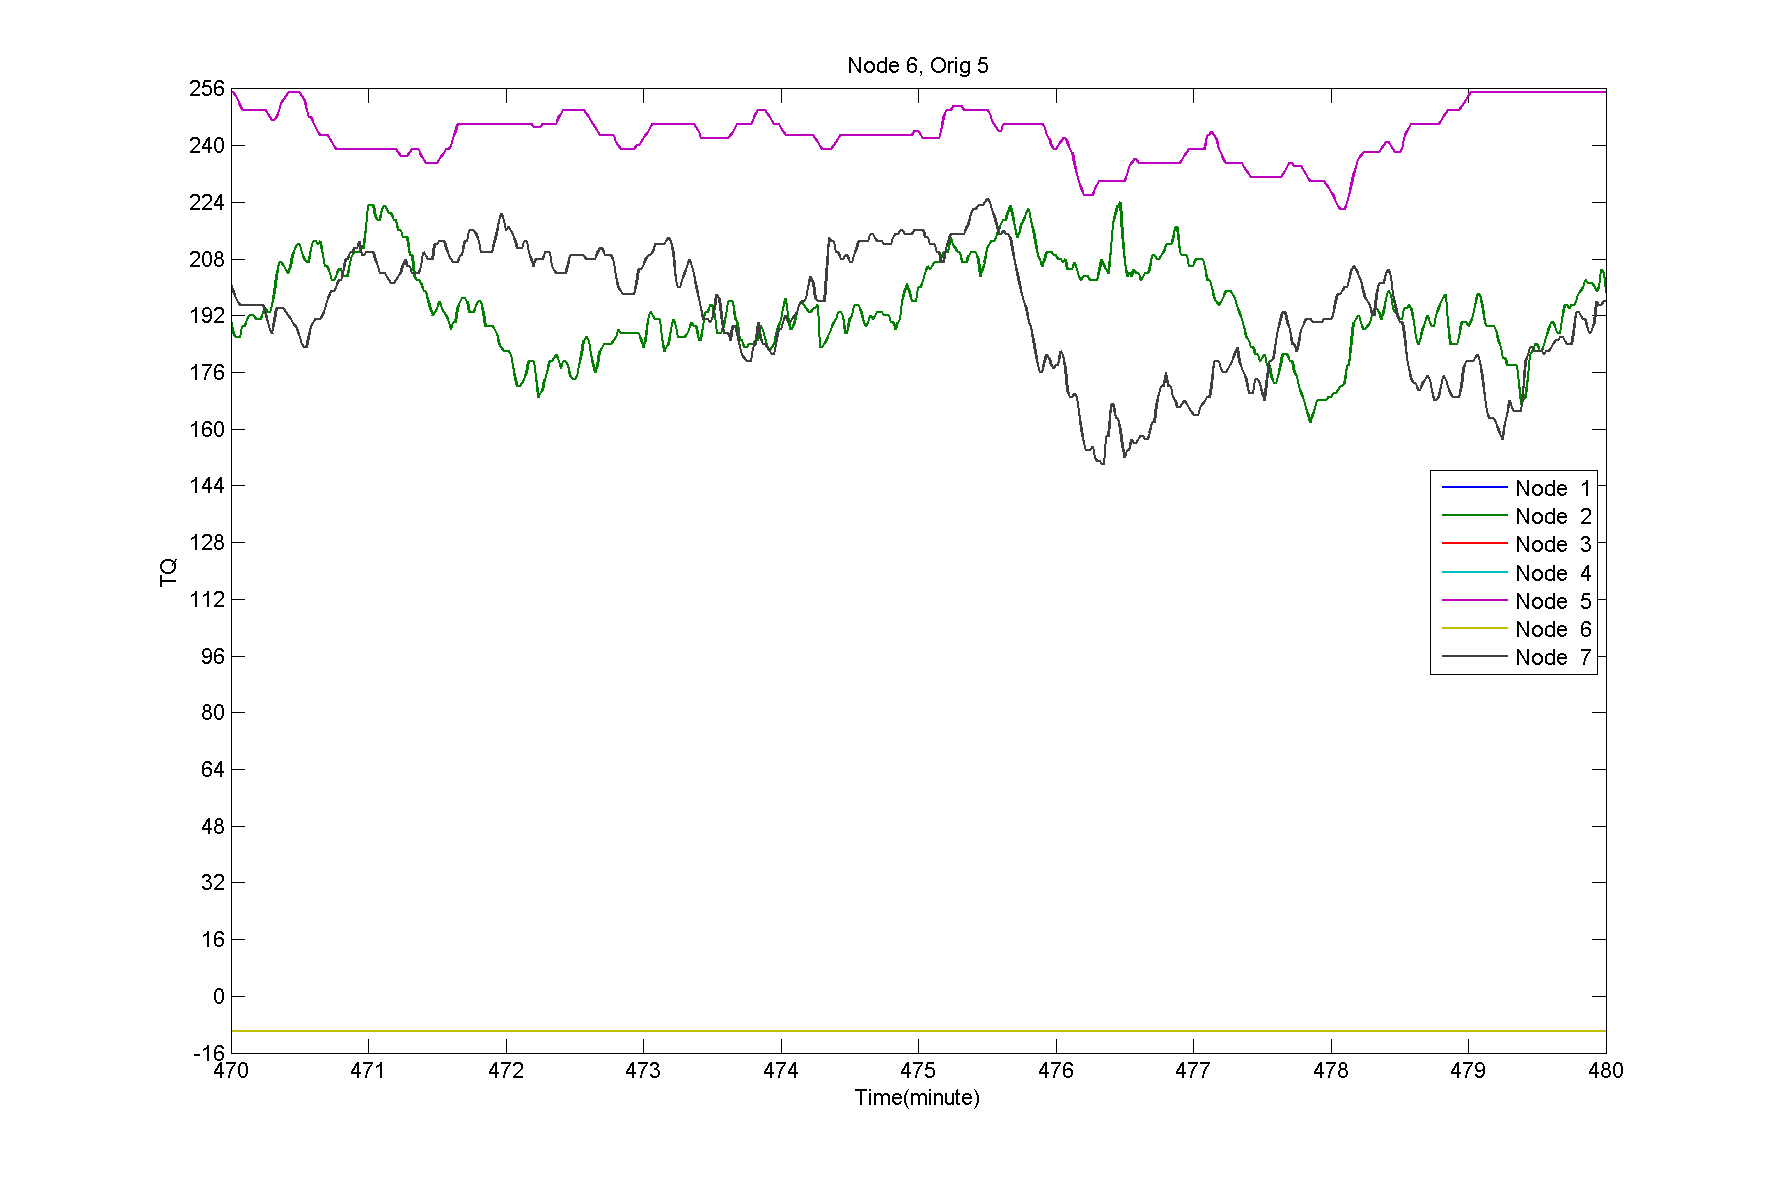 Node 6, Orig 5
256
240
224
208
192
176
160
144
128
112
96
80
64
48
32
16
0
-16
TQ
Node 1
Node 2
Node 3
Node 4
Node 5
Node 6
Node 7
470 471 472 473 474 475 476 477 478 479 480
Time(minute)